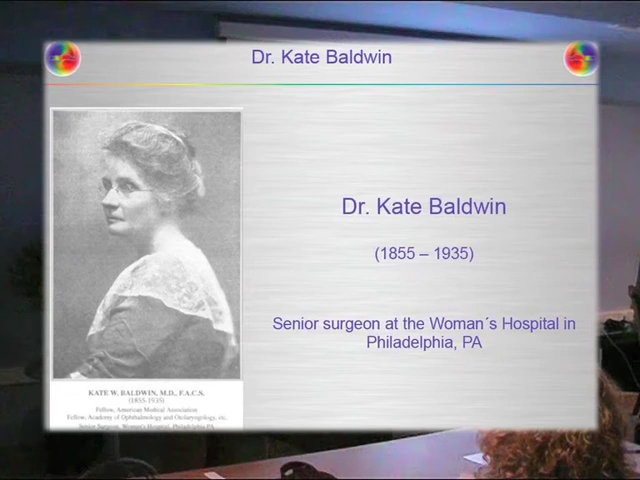 Dr. Kate Baldwin
Dr. Kate Baldwin
(1855 – 1935)
Senior surgeon at the Woman´s Hospital in
Philadelphia, PA
KATE W. BALDWIN, M.D., F.A.C.S.
(1855-1935)
Fellow, American Medical Association
Fellow, Academy of Ophthalmology and Otolaryngology, etc.
Senior Surgeon, Woman's Hospital, Philadelphia PA